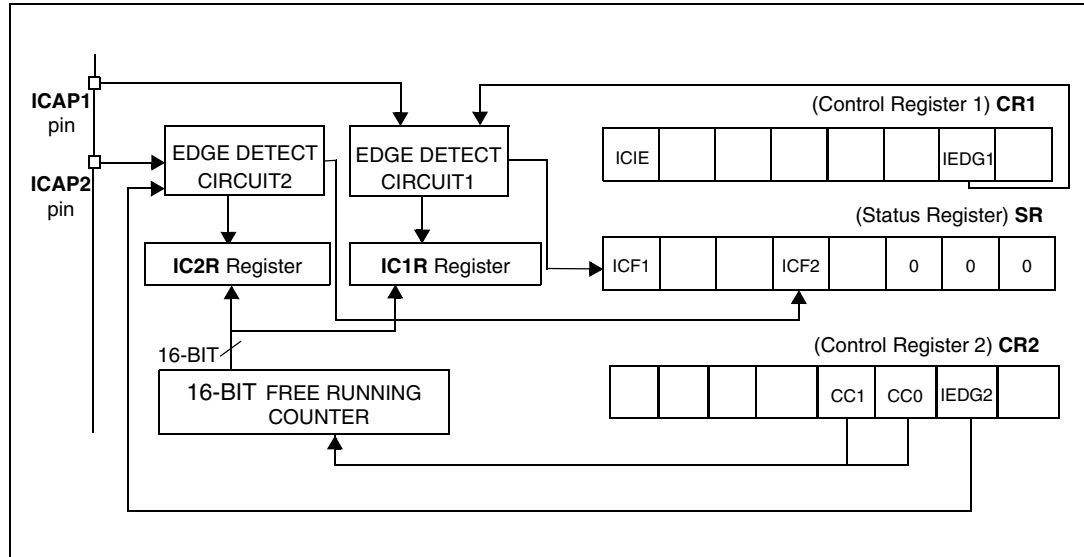 ICAP1
pin
ICAP2
pin
EDGE DETECT
CIRCUIT2
EDGE DETECT
CIRCUIT1
IC2R Register
IC1R Register
16-BIT
16-BIT FREE RUNNING
COUNTER
(Control Register 1) CR1
ICIE IEDG1
(Status Register) SR
ICF1 ICF2 0 0 0
(Control Register 2) CR2
CC1 CC0 IEDG2